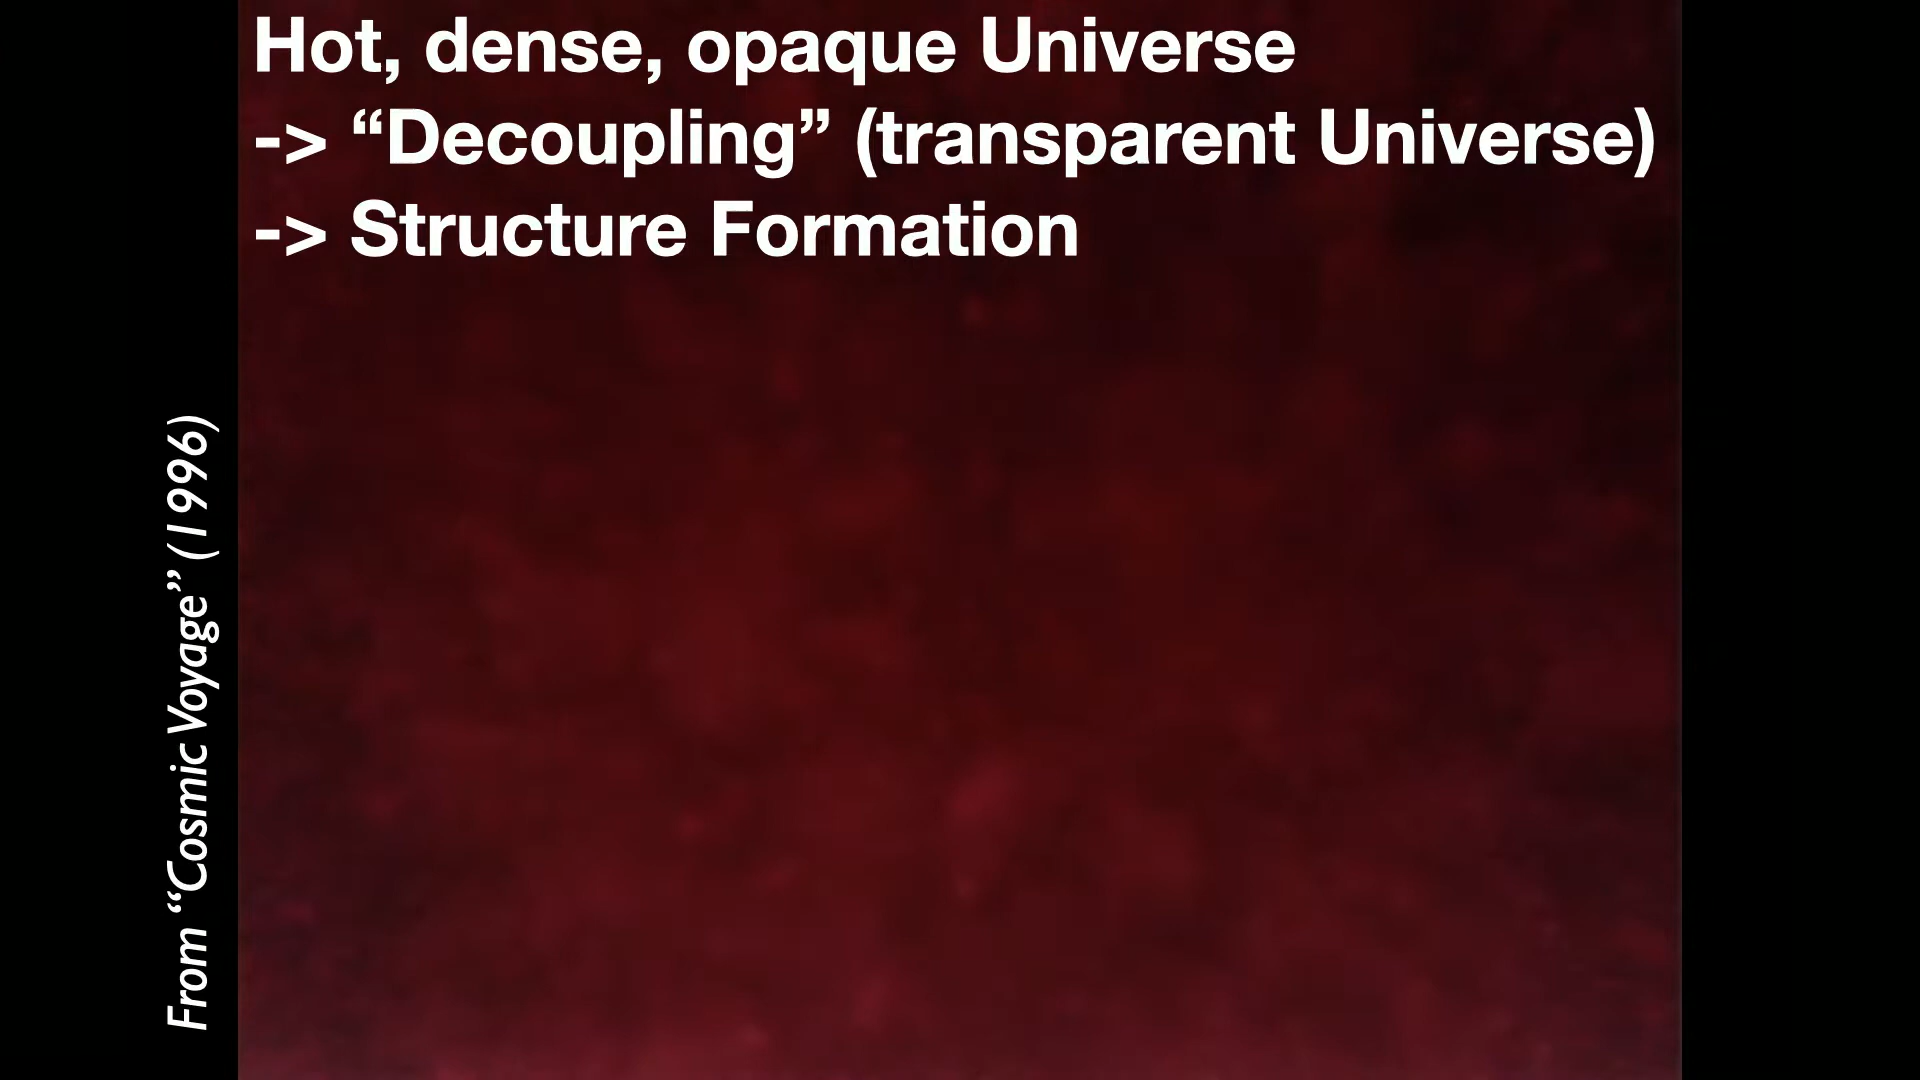 Hot, dense, opaque Universe
-> “Decoupling” (transparent Universe)
-> Structure Formation
From “Cosmic Voyage” (1996)